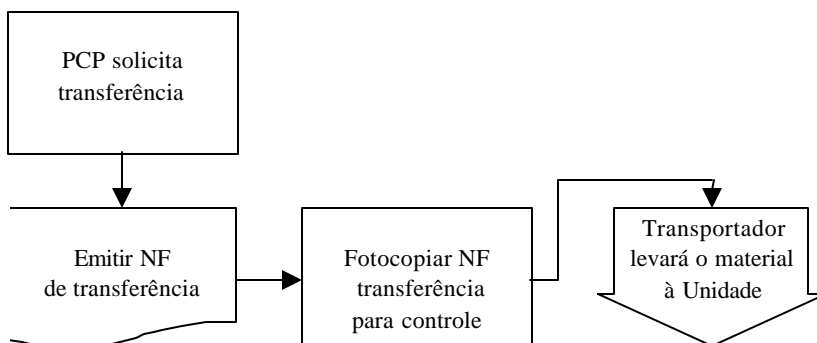 PCP solicita
transferência
Emitir NF
de transferência
Fotocopiar NF
transferência
para controle
Transportador
levará o material
à Unidade